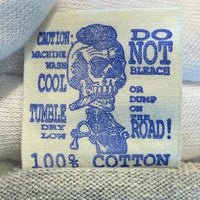 CAUTION:
MACHINE
WASH
COOL
TUMBLE
DRY
LOW
DO
NOT
BLEACH
OR
DUMP
ON
THE
ROAD!
100% COTTON